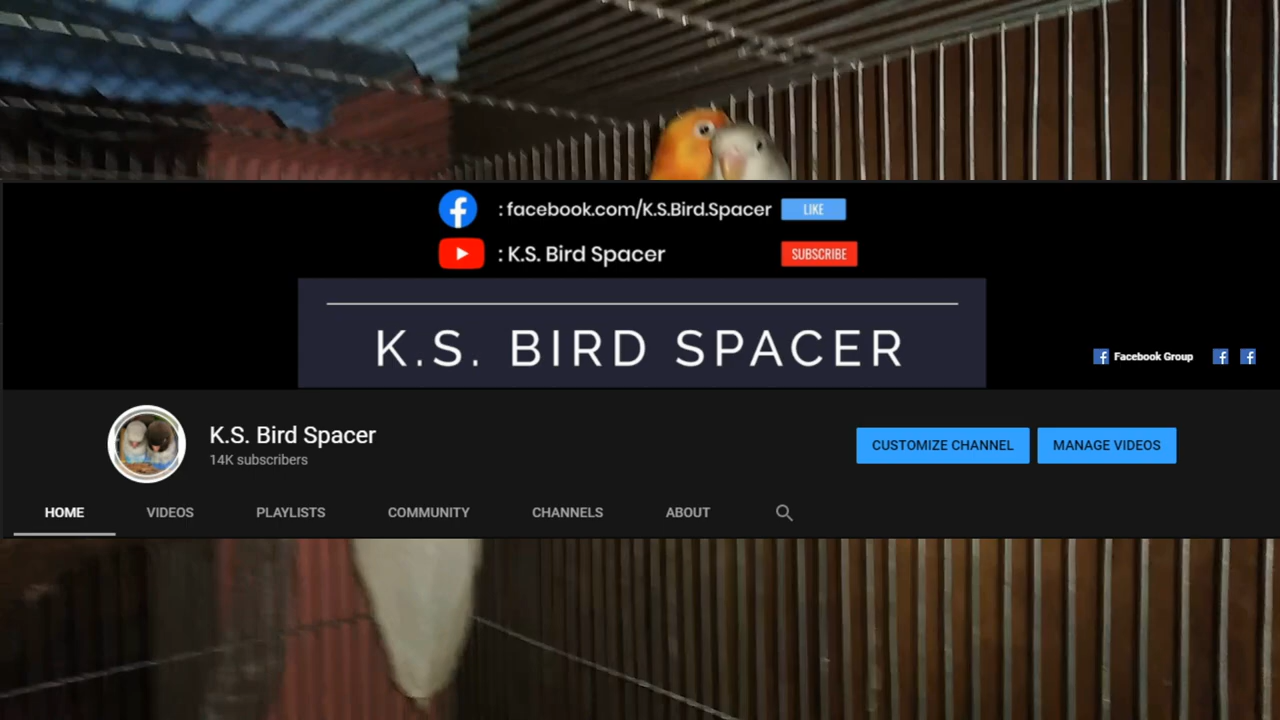 : facebook.com/K.S.Bird.Spacer LIKE
: K.S. Bird Spacer SUBSCRIBE
K.S. BIRD SPACER
Facebook Group
K.S. Bird Spacer
14K subscribers
CUSTOMIZE CHANNEL MANAGE VIDEOS
HOME VIDEOS PLAYLISTS COMMUNITY CHANNELS ABOUT